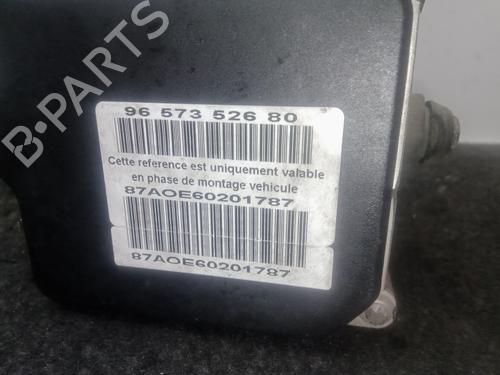 96 573 526 80
Cette reference est uniquement valable
en phase de montage vehicule
87AOE60201787
87AOE60201787
B-PARTS